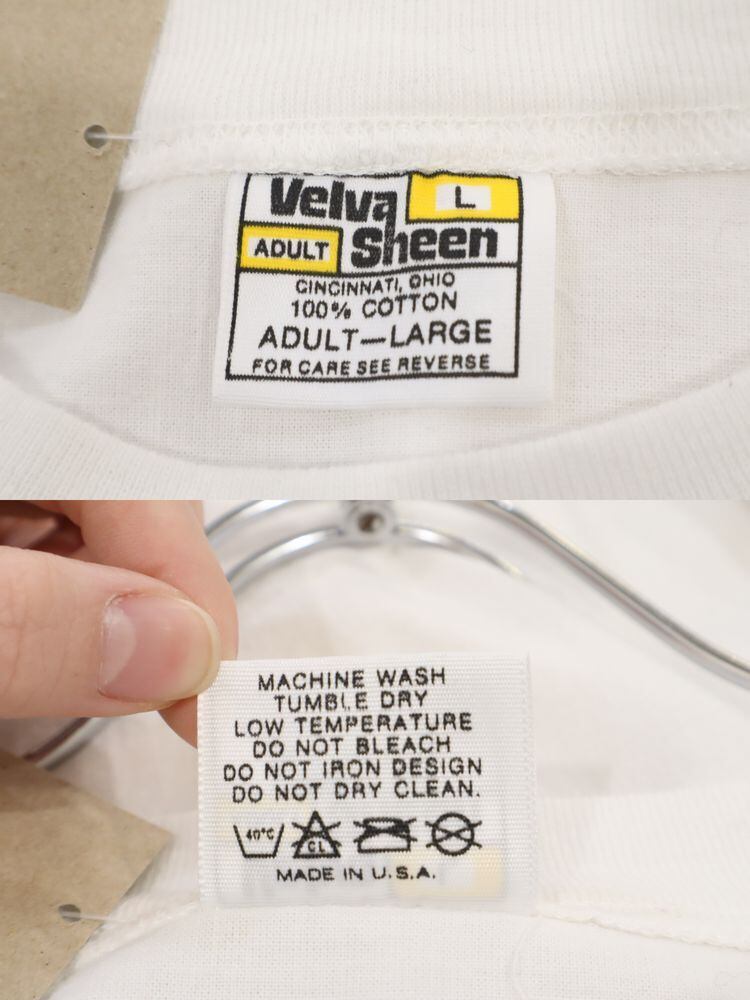 Velva L
ADULT Sheen
CINCINNATI, OHIO
100% COTTON
ADULT—LARGE
FOR CARE SEE REVERSE
MACHINE WASH
TUMBLE DRY
LOW TEMPERATURE
DO NOT BLEACH
DO NOT IRON DESIGN
DO NOT DRY CLEAN.
40°C CL
MADE IN U.S.A.